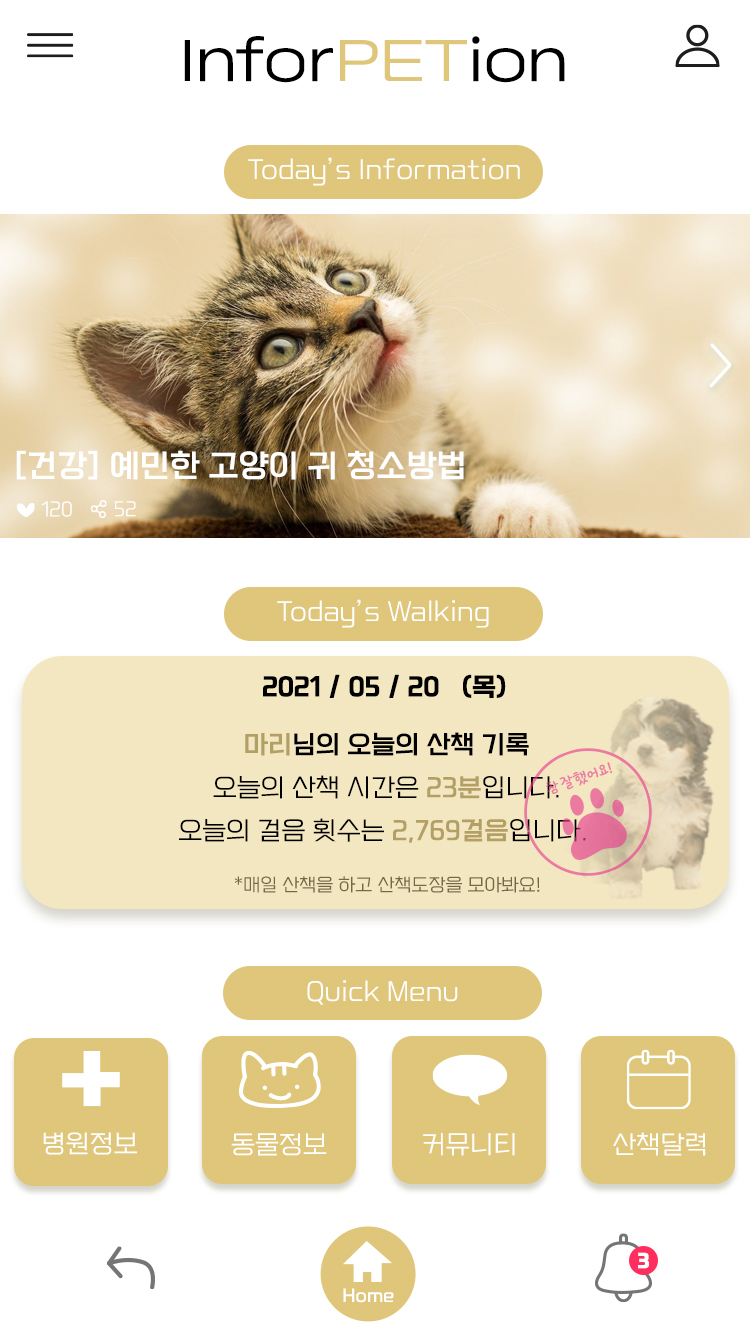 InforPETion
Today's Information
[건강] 예민한 고양이 귀 청소방법
120 52
Today's Walking
2021 / 05 / 20 (목)
마리님의 오늘의 산책 기록
오늘의 산책 시간은 23분입니다.
참 잘했어요!
오늘의 걸음 횟수는 2,769걸음입니다.
*매일 산책을 하고 산책도장을 모아봐요!
Quick Menu
병원정보 동물정보 커뮤니티 산책달력
3
Home